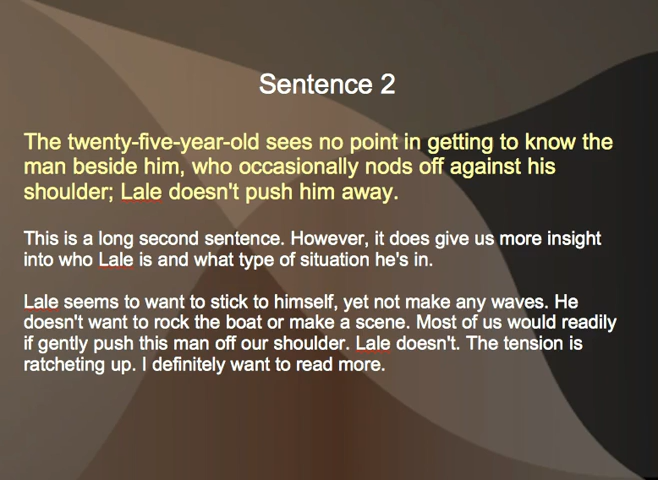 Sentence 2
The twenty-five-year-old sees no point in getting to know the
man beside him, who occasionally nods off against his
shoulder; Lale doesn't push him away.
This is a long second sentence. However, it does give us more insight
into who Lale is and what type of situation he's in.
Lale seems to want to stick to himself, yet not make any waves. He
doesn't want to rock the boat or make a scene. Most of us would readily
if gently push this man off our shoulder. Lale doesn't. The tension is
ratcheting up. I definitely want to read more.